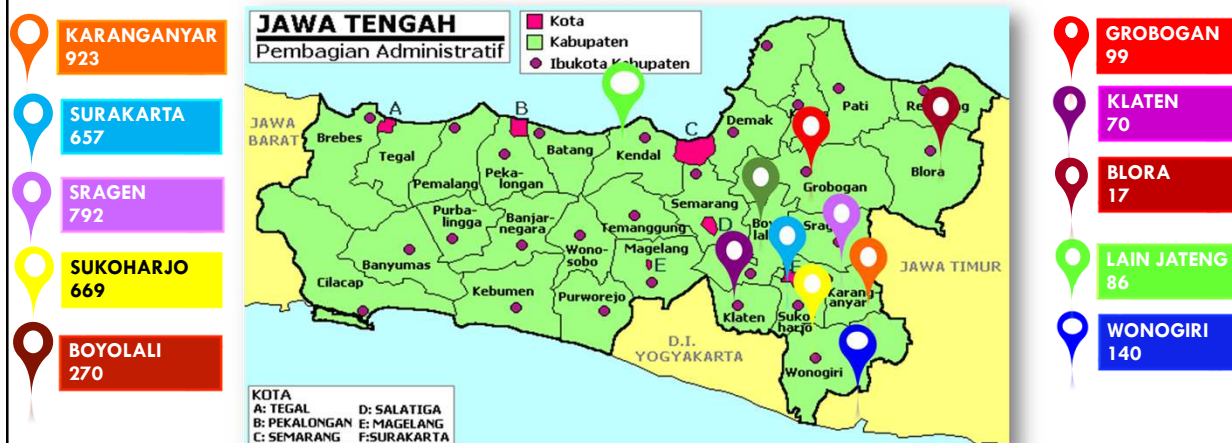 KARANGANYAR
923
SURAKARTA
657
SRAGEN
792
SUKOHARJO
669
BOYOLALI
270
JAWA TENGAH
Pembagian Administratif
Kota
Kabupaten
Ibukota Kabupaten
JAWA BARAT
A
B
C
Brebes
Tegal
Pemalang
Peka-
longan
Batang
Kendal
Demak
Pati
Blora
Grobogan
Semarang
D
Purba-
lingga
Banjar-
negara
Temanggung
Magelang
E
Wono-
sobo
Banyumas
Cilacap
Kebumen
Purworejo
Klaten
Suko
harjo
Karang
anyar
Wonogiri
D.I.
YOGYAKARTA
JAWA TIMUR
KOTA
A: TEGAL
B: PEKALONGAN
C: SEMARANG
D: SALATIGA
E: MAGELANG
F:SURAKARTA
GROBOGAN
99
KLATEN
70
BLORA
17
LAIN JATENG
86
WONOGIRI
140